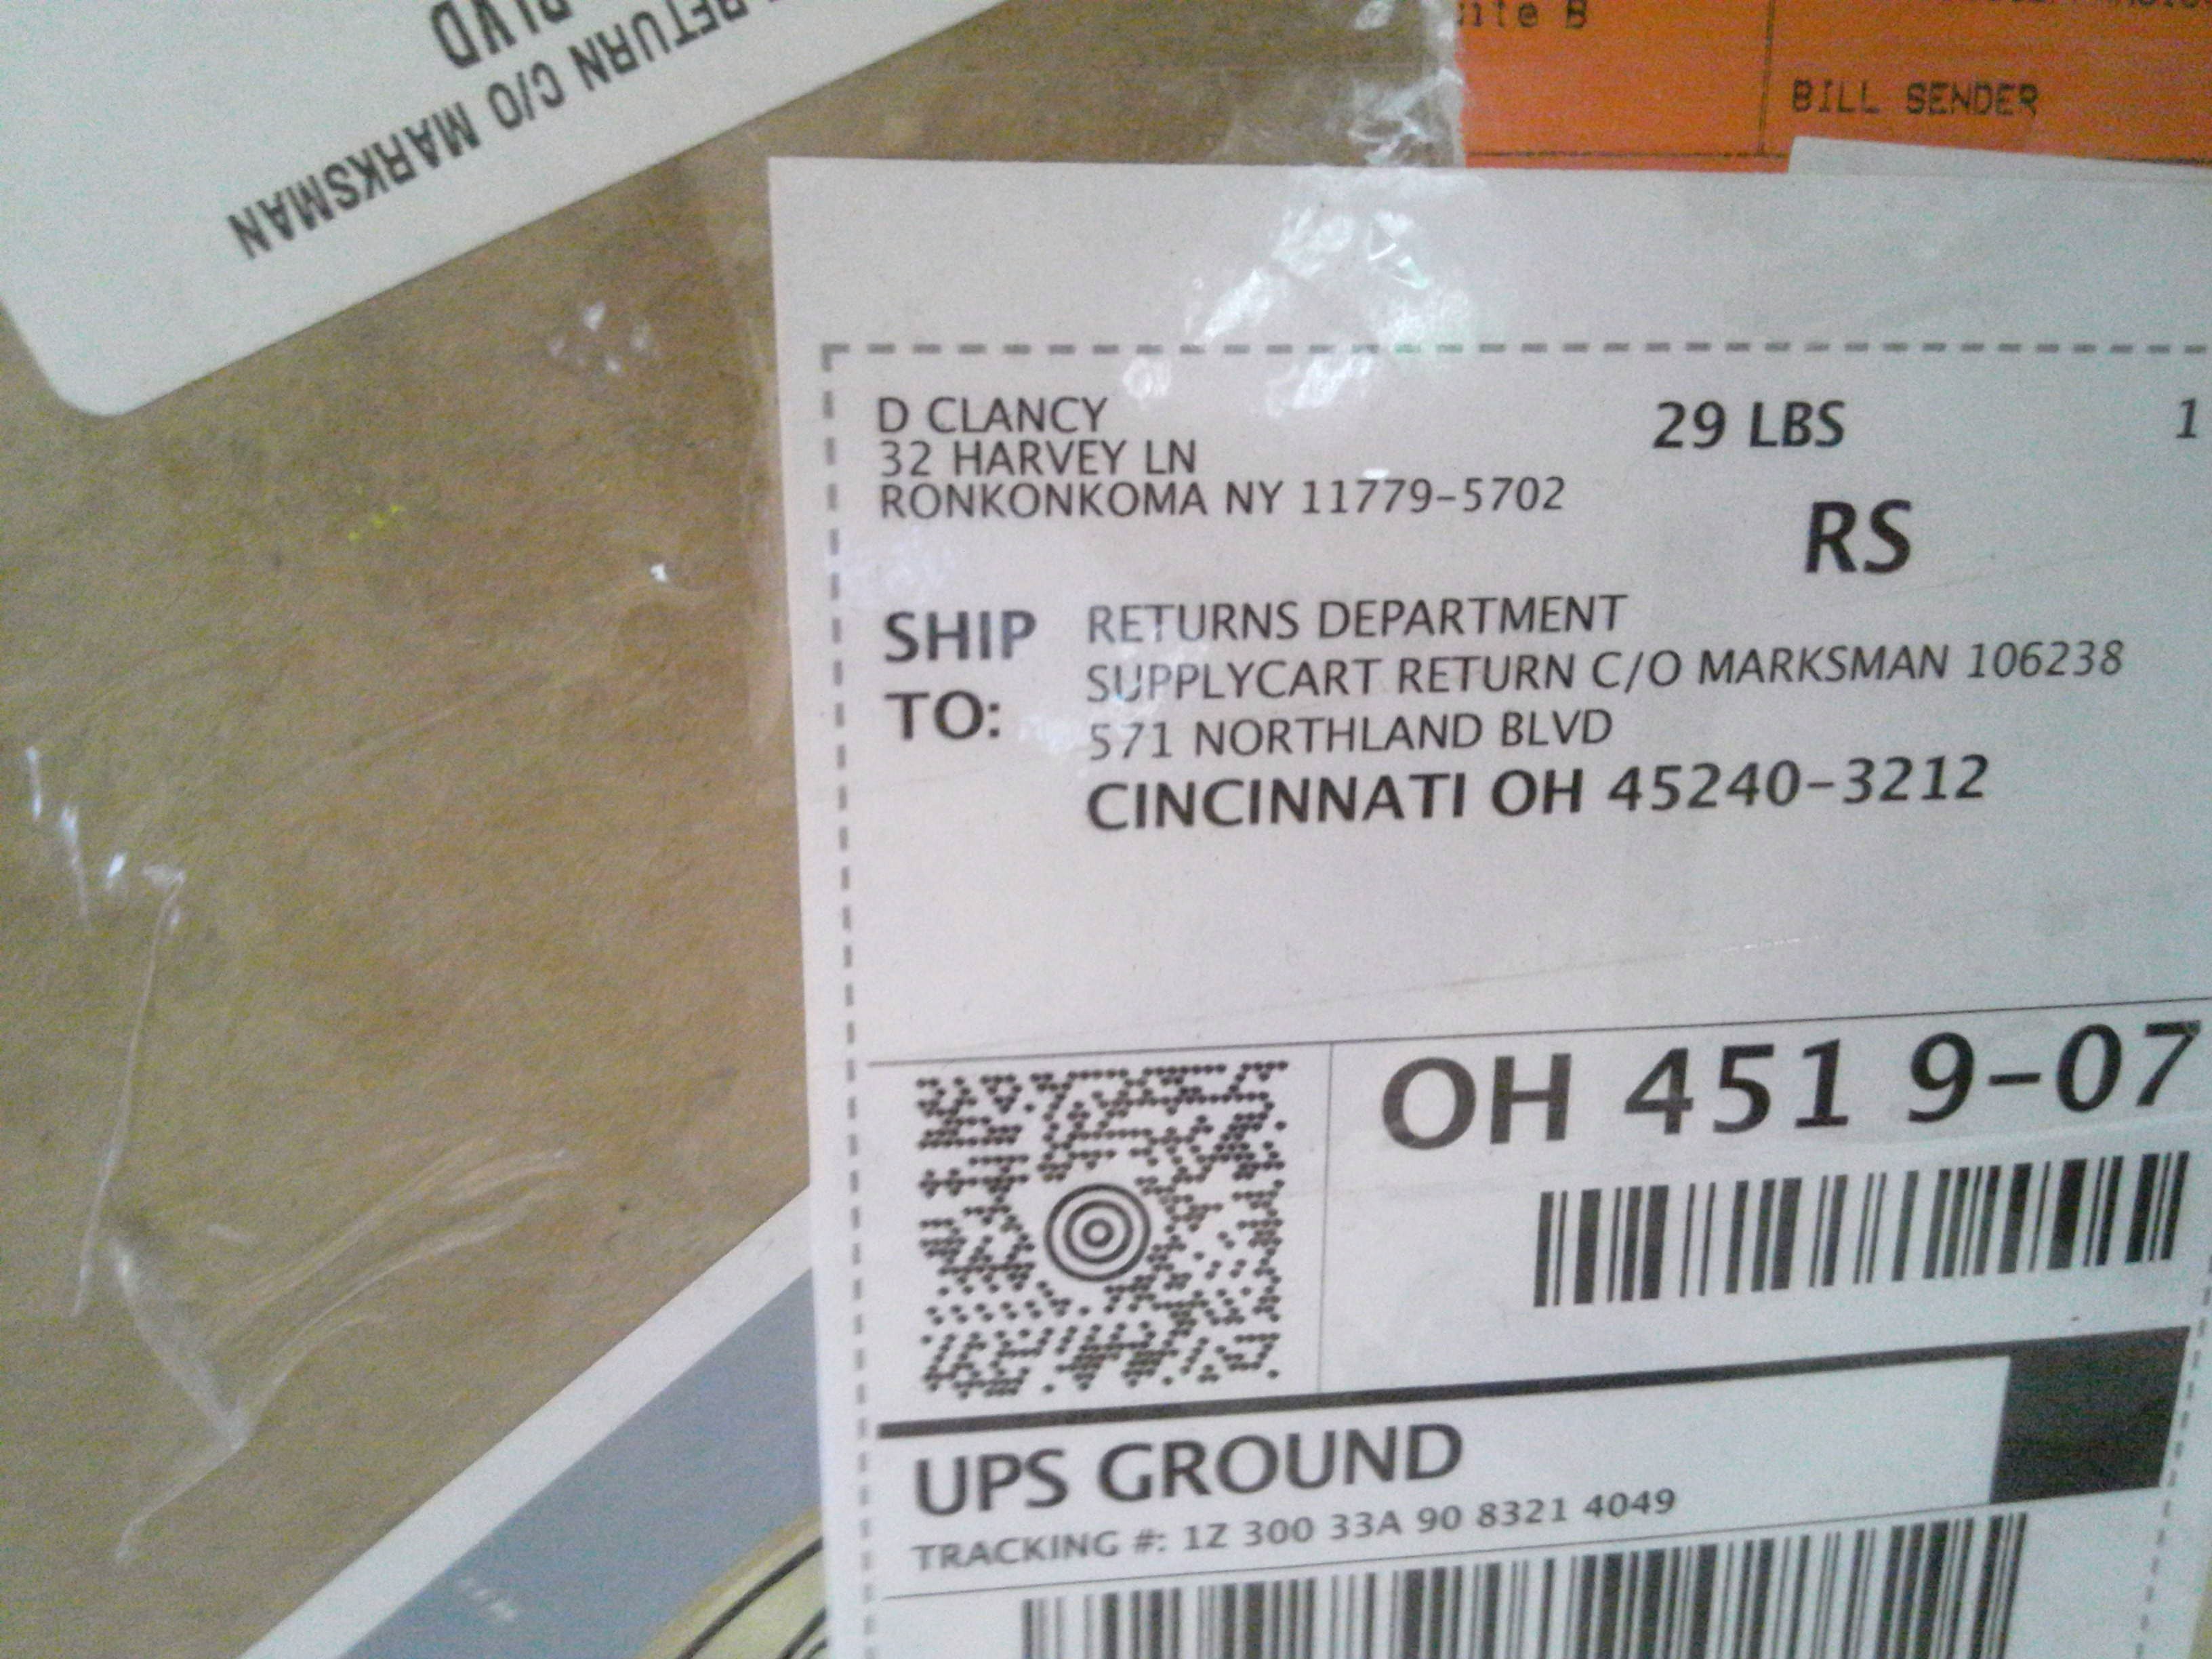 RETURN C/O MARKSMAN
BLVD
BILL SENDER
D CLANCY
32 HARVEY LN
RONKONKOMA NY 11779-5702
29 LBS
1
RS
SHIP TO:
RETURNS DEPARTMENT
SUPPLYCART RETURN C/O MARKSMAN 106238
571 NORTHLAND BLVD
CINCINNATI OH 45240-3212
OH 451 9-07
UPS GROUND
TRACKING #: 1Z 300 33A 90 8321 4049